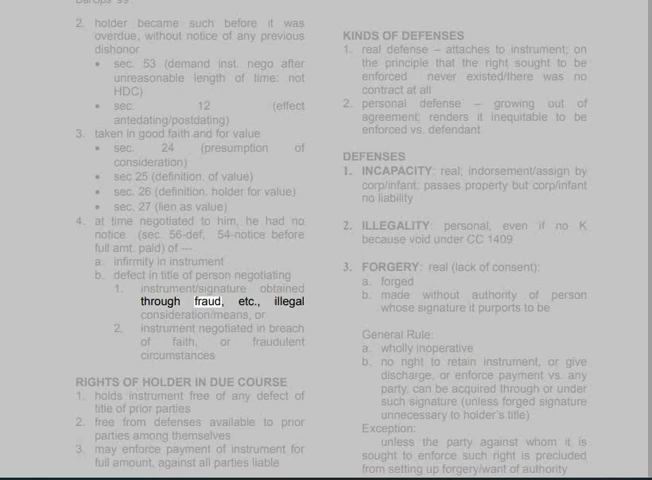 BarOps '99
2. holder became such before it was
overdue, without notice of any previous
dishonor
• sec. 53 (demand inst. nego after
unreasonable length of time: not
HDC)
• sec. 12 (effect
antedating/postdating)
3. taken in good faith and for value
• sec. 24 (presumption of
consideration)
• sec 25 (definition. of value)
• sec. 26 (definition. holder for value)
• sec. 27 (lien as value)
4. at time negotiated to him, he had no
notice (sec. 56-def, 54-notice before
full amt. paid) of ---
a. infirmity in instrument
b. defect in title of person negotiating
1. instrument/signature obtained
through fraud, etc., illegal
consideration/means, or
2. instrument negotiated in breach
of faith, or fraudulent
circumstances
RIGHTS OF HOLDER IN DUE COURSE
1. holds instrument free of any defect of
title of prior parties
2. free from defenses available to prior
parties among themselves
3. may enforce payment of instrument for
full amount, against all parties liable
KINDS OF DEFENSES
1. real defense – attaches to instrument; on
the principle that the right sought to be
enforced never existed/there was no
contract at all
2. personal defense – growing out of
agreement; renders it inequitable to be
enforced vs. defendant
DEFENSES
1. INCAPACITY: real; indorsement/assign by
corp/infant: passes property but corp/infant
no liability
2. ILLEGALITY: personal, even if no K
because void under CC 1409
3. FORGERY: real (lack of consent):
a. forged
b. made without authority of person
whose signature it purports to be
General Rule:
a. wholly inoperative
b. no right to retain instrument, or give
discharge, or enforce payment vs. any
party, can be acquired through or under
such signature (unless forged signature
unnecessary to holder's title)
Exception:
unless the party against whom it is
sought to enforce such right is precluded
from setting up forgery/want of authority